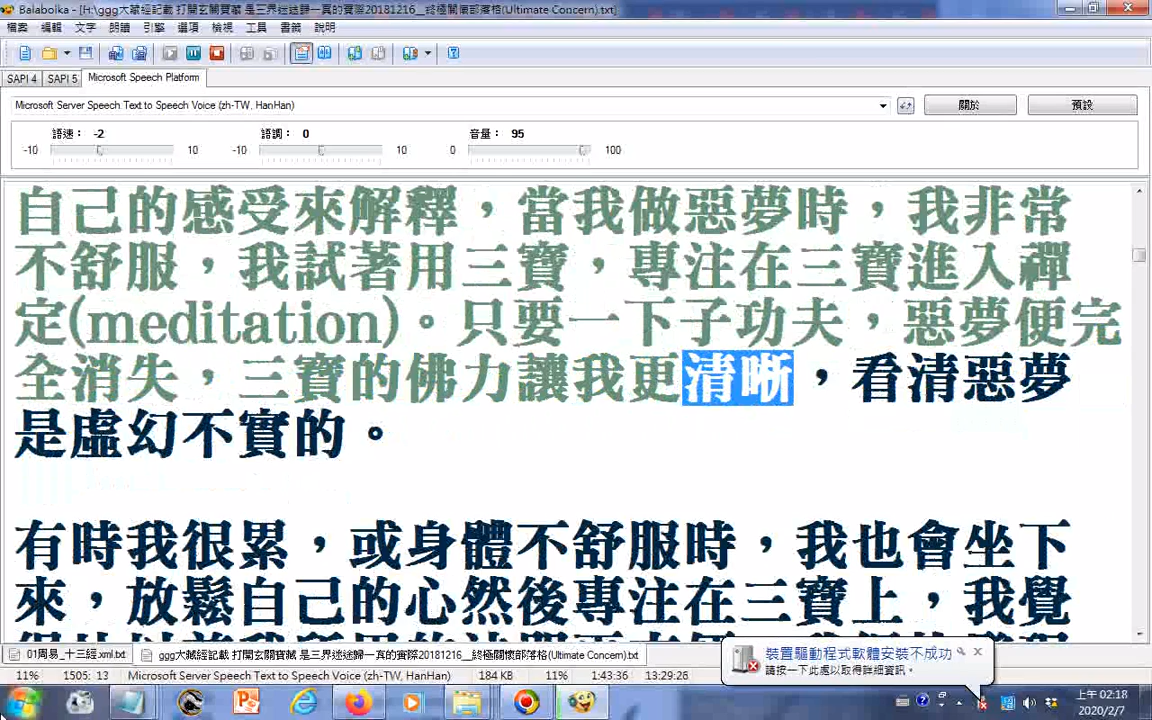 Balabolka - [H:\ggg大藏經記載 打開玄關寶藏 是三界迷途歸一真的實際20181216__終極關懷部落格(Ultimate Concern).txt]
檔案 編輯 文字 朗讀 引擎 選項 檢視 工具 書籤 說明
SAPI 4 SAPI 5 Microsoft Speech Platform
Microsoft Server Speech Text to Speech Voice (zh-TW, HanHan) 關於 預設
語速： -2 語調： 0 音量： 95
-10 10 -10 10 0 100
自己的感受來解釋，當我做惡夢時，我非常
不舒服，我試著用三寶，專注在三寶進入禪
定(meditation)。只要一下子功夫，惡夢便完
全消失，三寶的佛力讓我更清晰，看清惡夢
是虛幻不實的。
有時我很累，或身體不舒服時，我也會坐下
來，放鬆自己的心然後專注在三寶上，我覺
裝置驅動程式軟體安裝不成功
請按一下此處以取得詳細資訊。
01周易_十三經.xml.txt ggg大藏經記載 打開玄關寶藏 是三界迷途歸一真的實際20181216__終極關懷部落格(Ultimate Concern).txt
11% 1505: 13 Microsoft Server Speech Text to Speech Voice (zh-TW, HanHan) 184 KB 11% 1:43:36 13:29:26
上午 02:18
2020/2/7